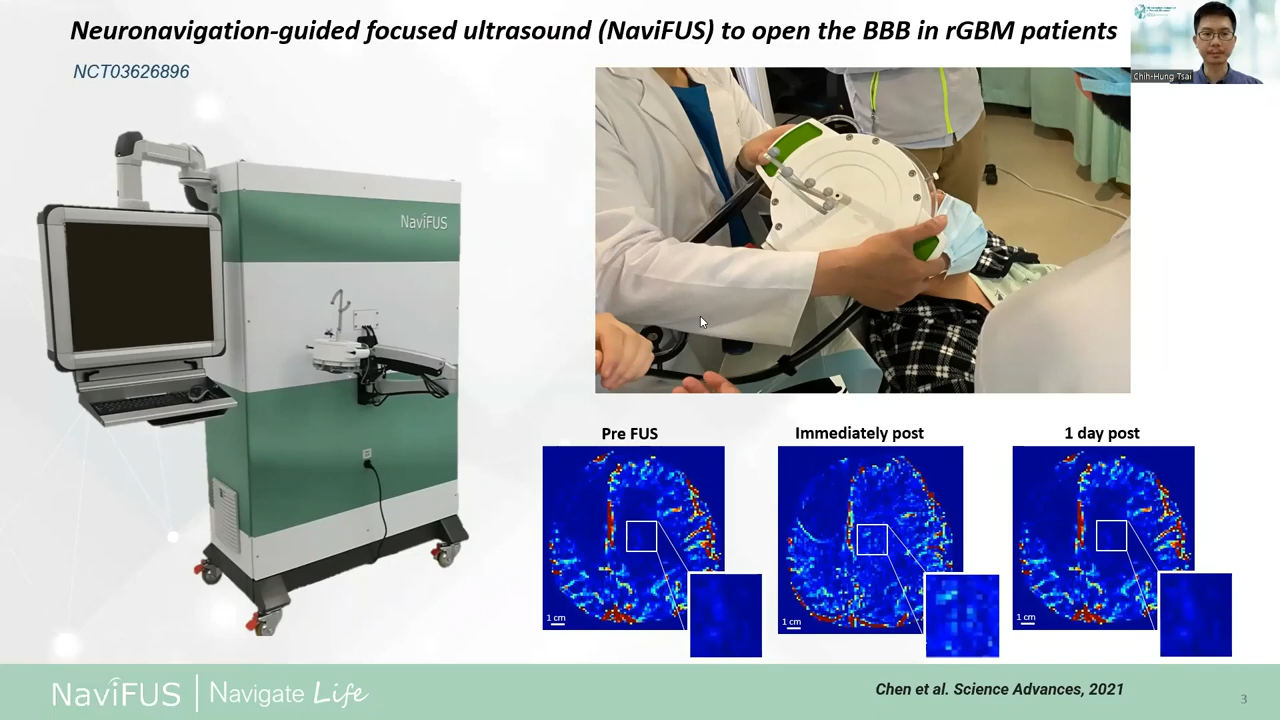 Neuronavigation-guided focused ultrasound (NaviFUS) to open the BBB in rGBM patients
NCT03626896
Chih-Hung Tsai
NaviFUS
Pre FUS
Immediately post
1 day post
1 cm
1 cm
1 cm
NaviFUS | Navigate Life
Chen et al. Science Advances, 2021
3